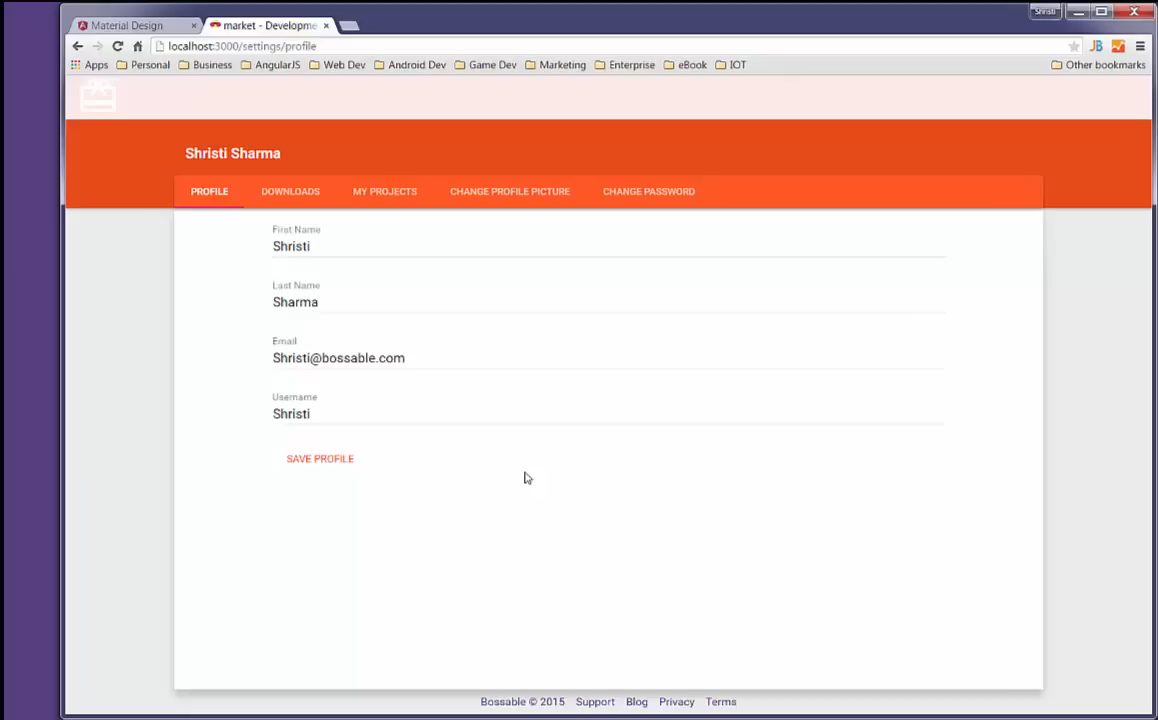 Shristi
Material Design
market - Developme
localhost:3000/settings/profile
JB
Apps Personal Business AngularJS Web Dev Android Dev Game Dev Marketing Enterprise eBook IOT Other bookmarks
Shristi Sharma
PROFILE DOWNLOADS MY PROJECTS CHANGE PROFILE PICTURE CHANGE PASSWORD
First Name
Shristi
Last Name
Sharma
Email
Shristi@bossable.com
Username
Shristi
SAVE PROFILE
Bossable © 2015 Support Blog Privacy Terms